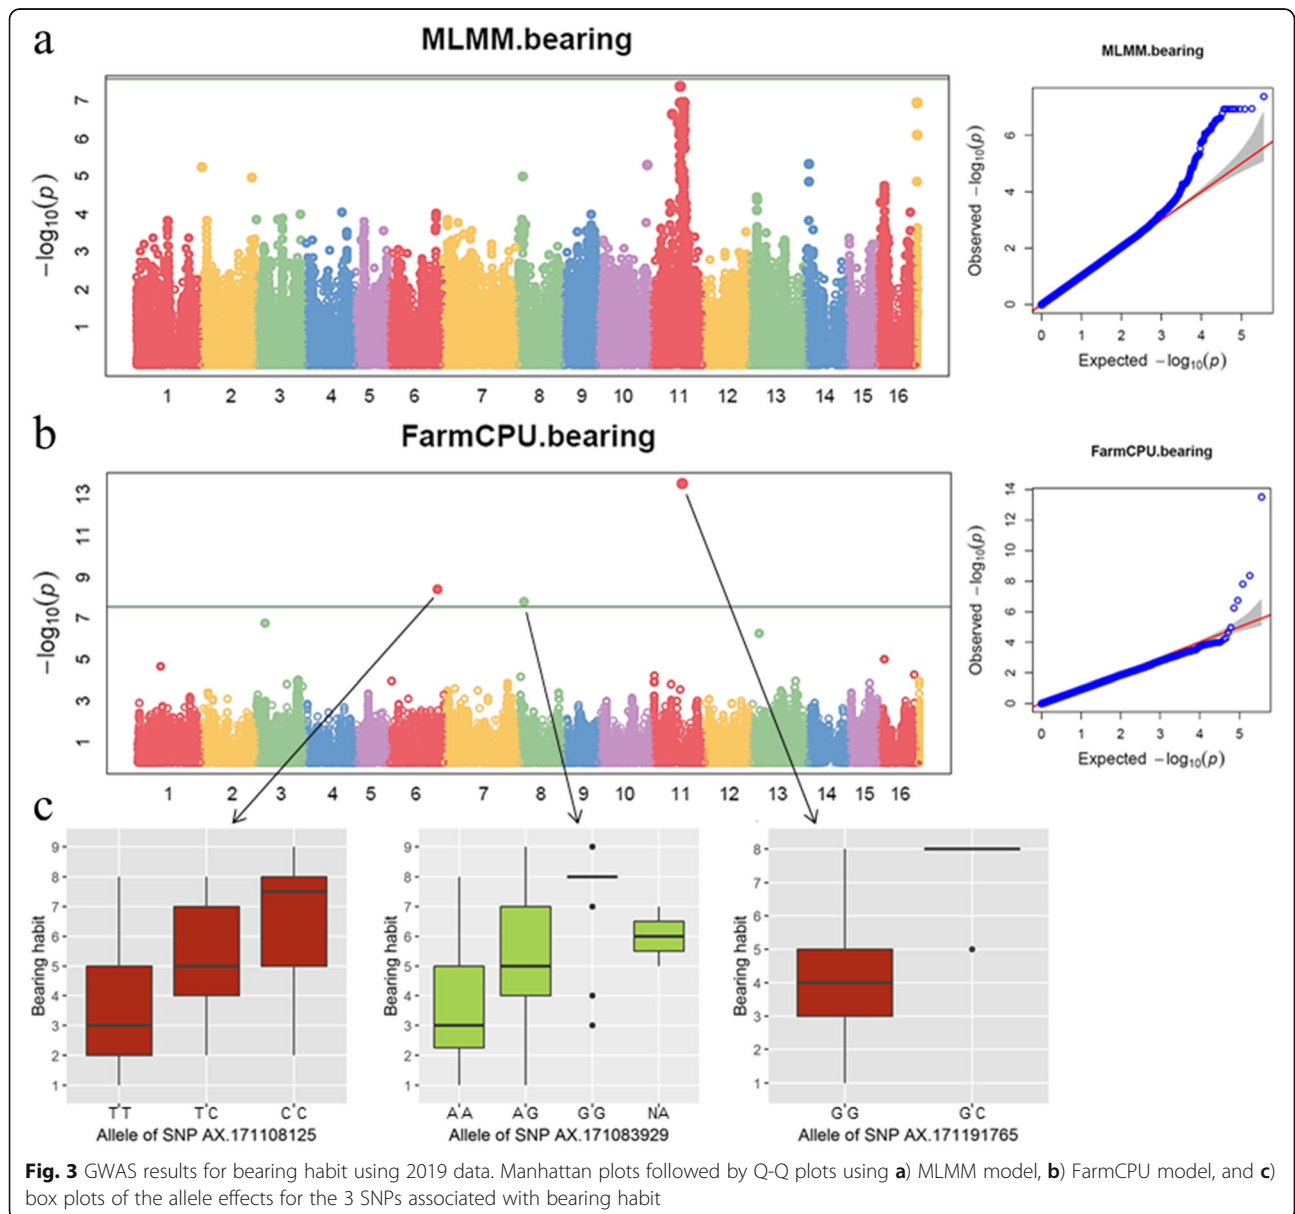 a
MLMM.bearing
−log10(p)
7
6
5
4
3
2
1
1 2 3 4 5 6 7 8 9 10 11 12 13 14 15 16
MLMM.bearing
Observed −log10(p)
6
4
2
0
0 1 2 3 4 5
Expected −log10(p)
b
FarmCPU.bearing
−log10(p)
13
11
9
7
5
3
1
1 2 3 4 5 6 7 8 9 10 11 12 13 14 15 16
FarmCPU.bearing
Observed −log10(p)
14
12
10
8
6
4
2
0
0 1 2 3 4 5
Expected −log10(p)
c
Bearing habit
9
8
7
6
5
4
3
2
1
T T T C C C
Allele of SNP AX.171108125
Bearing habit
9
8
7
6
5
4
3
2
1
A A A G G G NA
Allele of SNP AX.171083929
Bearing habit
8
7
6
5
4
3
2
1
G G G C
Allele of SNP AX.171191765
Fig. 3 GWAS results for bearing habit using 2019 data. Manhattan plots followed by Q-Q plots using a) MLMM model, b) FarmCPU model, and c)
box plots of the allele effects for the 3 SNPs associated with bearing habit